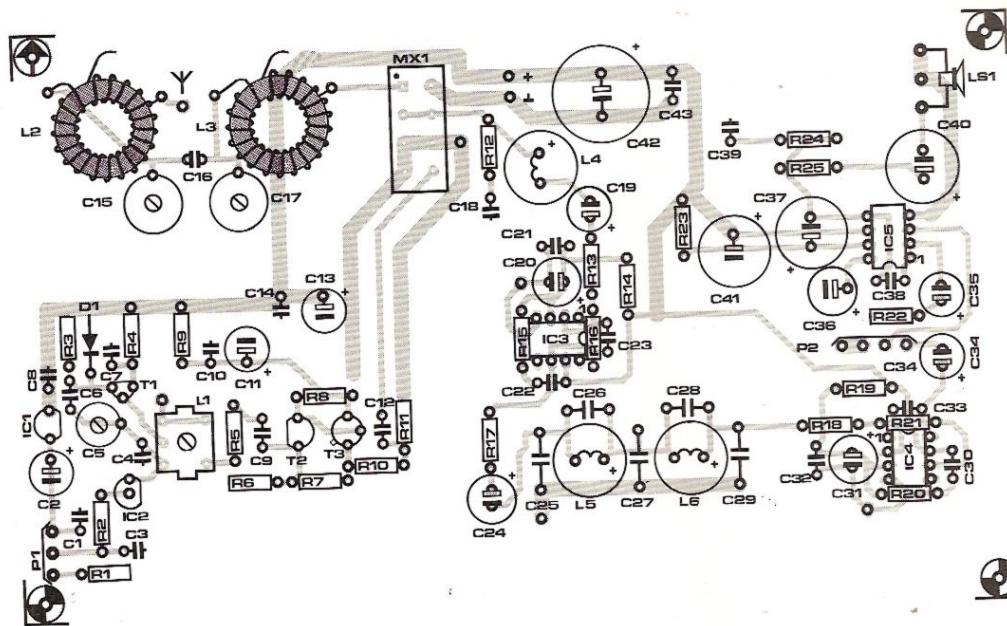 MX1
LS1
L2
L3
C42
C43
C40
R12
L4
C39
R24
R25
C16
C15
C17
C18
C19
C37
R23
IC5
1
C21
C20
R13
R14
C41
C38
C35
C36
R22
C14
C13
D1
R3
R4
R9
R15
IC3
1
R16
C23
P2
C34
C34
C8
C7
C6
T1
C10
C11
C22
R8
C12
R11
R19
C26
C28
C33
L1
IC1
C5
C4
R5
C9
T2
T3
R10
R17
R18
R21
1
IC4
R20
C30
C32
C31
C2
R6
R7
C25
L5
C27
L6
C29
C24
IC2
R2
C1
C3
P1
R1